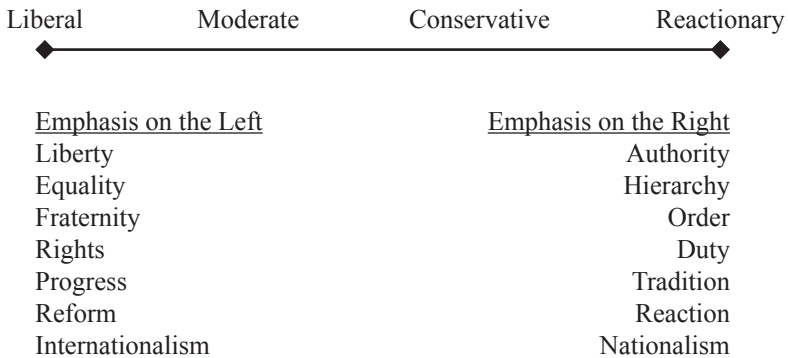 Liberal Moderate Conservative Reactionary
Emphasis on the Left Emphasis on the Right
Liberty Authority
Equality Hierarchy
Fraternity Order
Rights Duty
Progress Tradition
Reform Reaction
Internationalism Nationalism